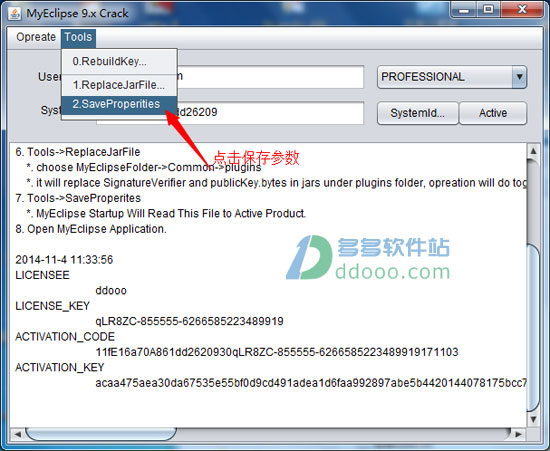 MyEclipse 9.x Crack
Opreate Tools
0.RebuildKey...
1.ReplaceJarFile...
2.SaveProperities
User
m
PROFESSIONAL
Syste
d26209
SystemId...
Active
点击保存参数
6. Tools->ReplaceJarFile
*. choose MyEclipseFolder->Common->plugins
*. it will replace SignatureVerifier and publicKey.bytes in jars under plugins folder, opreation will do tog
7. Tools->SaveProperites
*. MyEclipse Startup Will Read This File to Active Product.
8. Open MyEclipse Application.
多多软件站
ddooo.com
2014-11-4 11:33:56
LICENSEE
ddooo
LICENSE_KEY
qLR8ZC-855555-6266585223489919
ACTIVATION_CODE
11fE16a70A861dd2620930qLR8ZC-855555-6266585223489919171103
ACTIVATION_KEY
acaa475aea30da67535e55bf0d9cd491adea1d6faa992897abe5b4420144078175bcc7